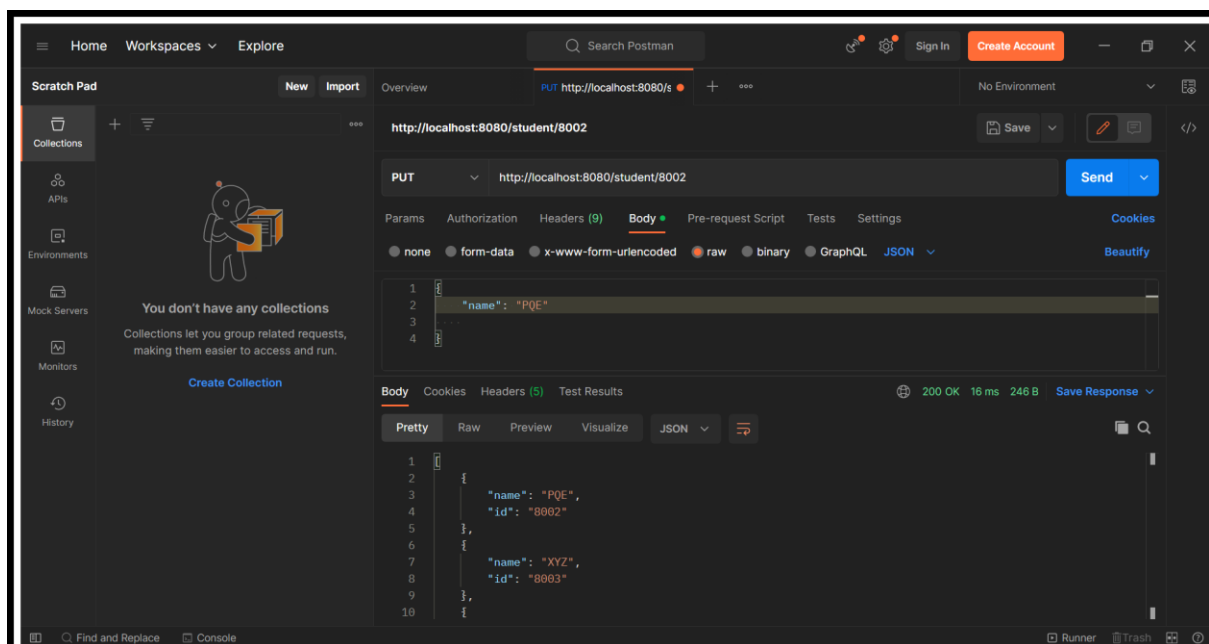 Home Workspaces Explore Search Postman Sign In Create Account
Scratch Pad New Import Overview PUT http://localhost:8080/s No Environment
Collections
APIs
Environments
Mock Servers
Monitors
History
You don't have any collections
Collections let you group related requests,
making them easier to access and run.
Create Collection
http://localhost:8080/student/8002 Save
PUT http://localhost:8080/student/8002 Send
Params Authorization Headers (9) Body Pre-request Script Tests Settings Cookies
none form-data x-www-form-urlencoded raw binary GraphQL JSON Beautify
1 {
2 "name": "PQE"
3
4 }
Body Cookies Headers (5) Test Results 200 OK 16 ms 246 B Save Response
Pretty Raw Preview Visualize JSON
1 [
2 {
3 "name": "PQE",
4 "id": "8002"
5 },
6 {
7 "name": "XYZ",
8 "id": "8003"
9 },
10 {
Find and Replace Console Runner Trash